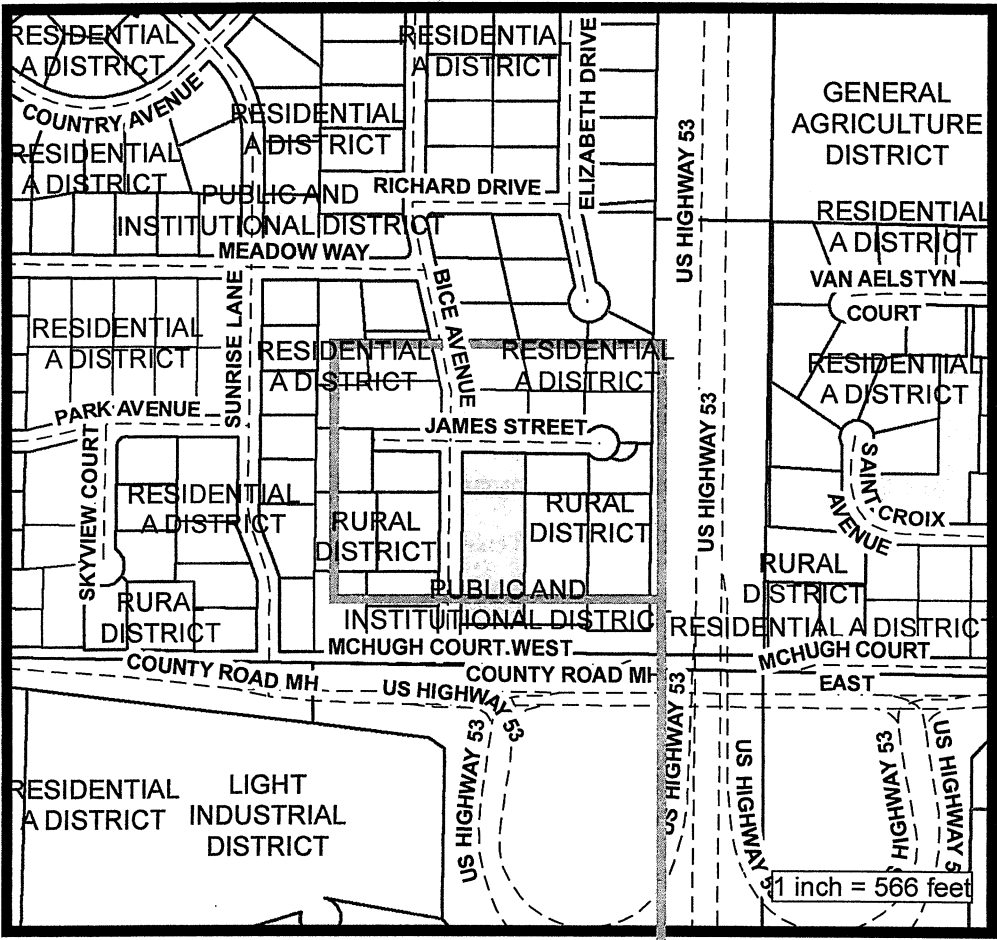 RESIDENTIAL
A DISTRICT
COUNTRY AVENUE
RESIDENTIAL
A DISTRICT
RESIDENTIAL
A DISTRICT
RESIDENTIA
A DISTRICT
ELIZABETH DRIVE
US HIGHWAY 53
GENERAL
AGRICULTURE
DISTRICT
RICHARD DRIVE
PUBLIC AND
INSTITUTIONAL DISTRICT
MEADOW WAY
RESIDENTIAL
A DISTRICT
VAN AELSTYN
COURT
SUNRISE LANE
BICE AVENUE
RESIDENTIAL
A DISTRICT
RESIDENTIAL
A DISTRICT
RESIDENTIAL
A DISTRICT
RESIDENTIAL
A DISTRICT
PARK AVENUE
JAMES STREET
US HIGHWAY 53
SAINT CROIX
AVENUE
SKYVIEW COURT
RESIDENTIAL
A DISTRICT
RURAL
DISTRICT
RURAL
DISTRICT
RURAL
DISTRICT
RURAL
DISTRICT
PUBLIC AND
INSTITUTIONAL DISTRIC
RESIDENTIAL A DISTRICT
MCHUGH COURT WEST
MCHUGH COURT
EAST
COUNTY ROAD MH
COUNTY ROAD MH
US HIGHWAY 53
US HIGHWAY 53
US HIGHWAY 53
US HIGHWAY 5
US HIGHWAY 53
US HIGHWAY 5
RESIDENTIAL
A DISTRICT
LIGHT
INDUSTRIAL
DISTRICT
1 inch = 566 feet